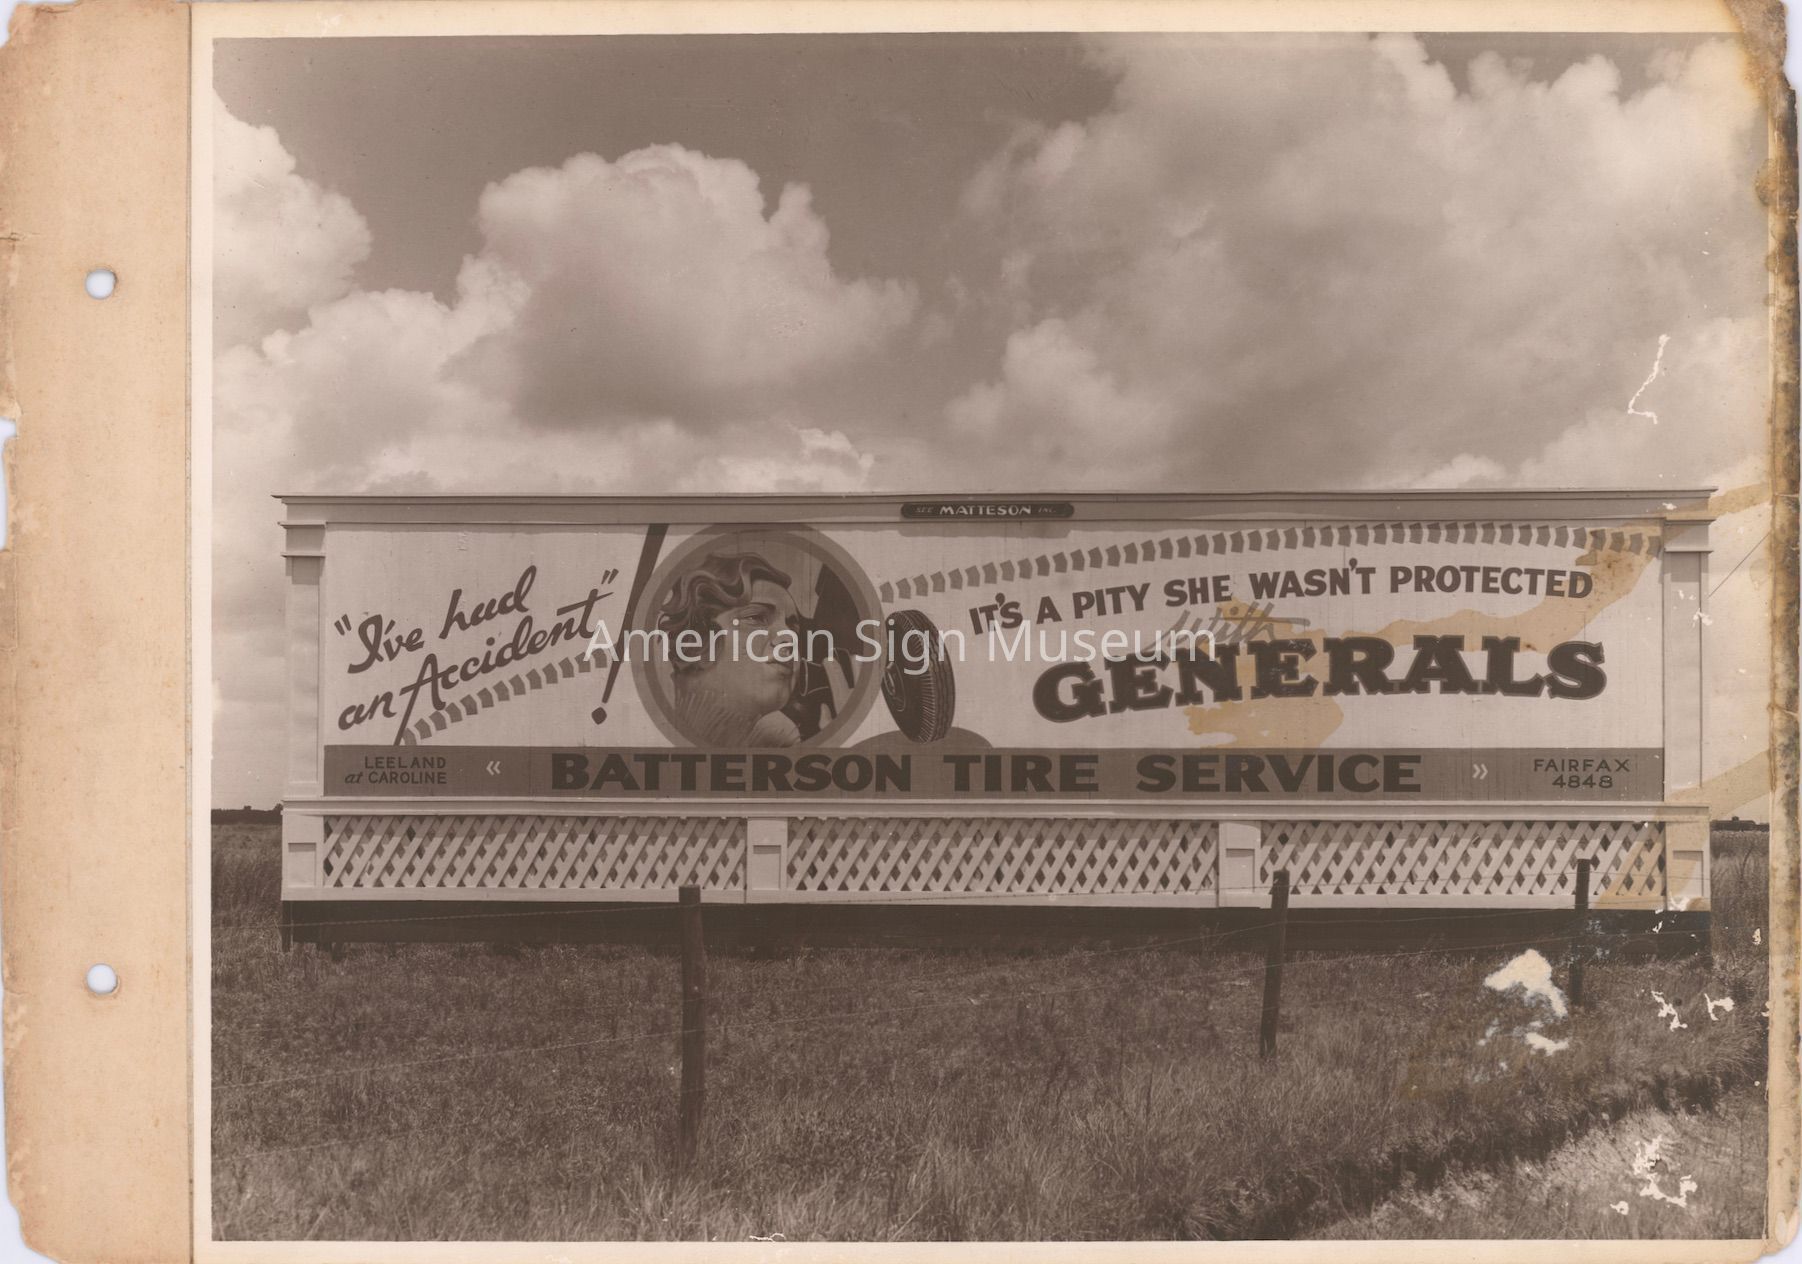 SEE MATTESON INC.
"I've had
an Accident"!
IT'S A PITY SHE WASN'T PROTECTED
with
GENERALS
LEELAND
at CAROLINE
« BATTERSON TIRE SERVICE »
FAIRFAX
4848
American Sign Museum